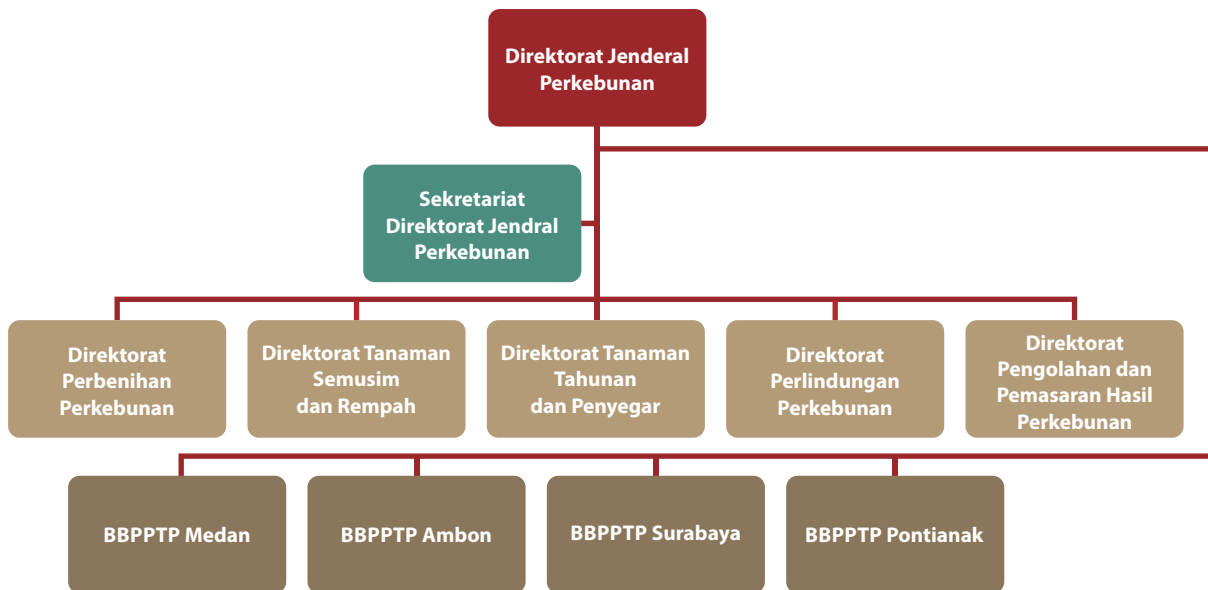 Direktorat Jenderal
Perkebunan
Sekretariat
Direktorat Jendral
Perkebunan
Direktorat
Perbenihan
Perkebunan
Direktorat Tanaman
Semusim
dan Rempah
Direktorat Tanaman
Tahunan
dan Penyegar
Direktorat
Perlindungan
Perkebunan
Direktorat
Pengolahan dan
Pemasaran Hasil
Perkebunan
BBPPTP Medan
BBPPTP Ambon
BBPPTP Surabaya
BBPPTP Pontianak